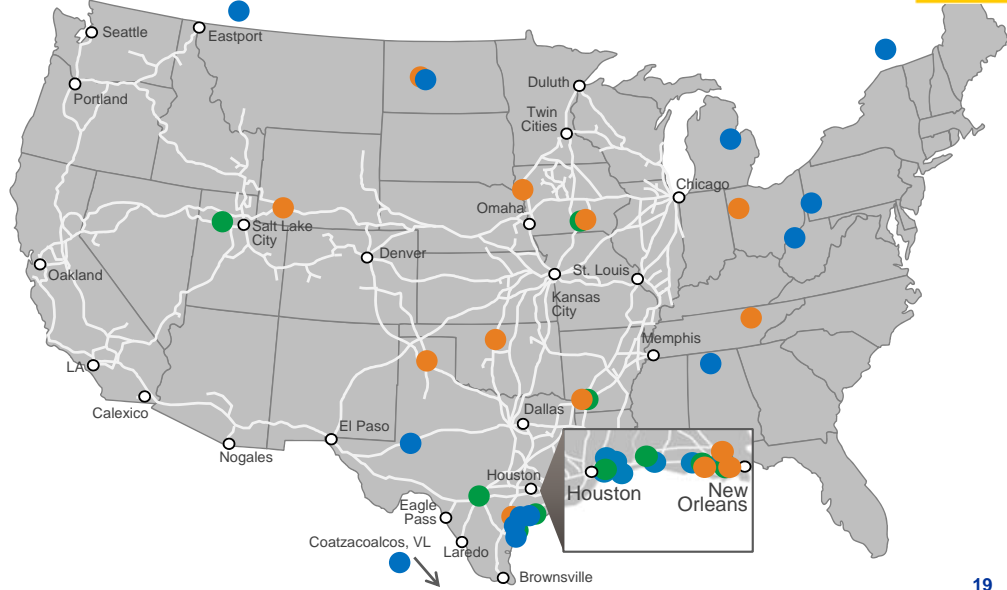 Seattle
Eastport
Portland
Duluth
Twin
Cities
Chicago
Omaha
Salt Lake
City
Denver
Oakland
St. Louis
Kansas
City
Memphis
LA
Calexico
Dallas
El Paso
Nogales
Houston
Houston
New
Orleans
Eagle
Pass
Coatzacoalcos, VL
Laredo
Brownsville
19